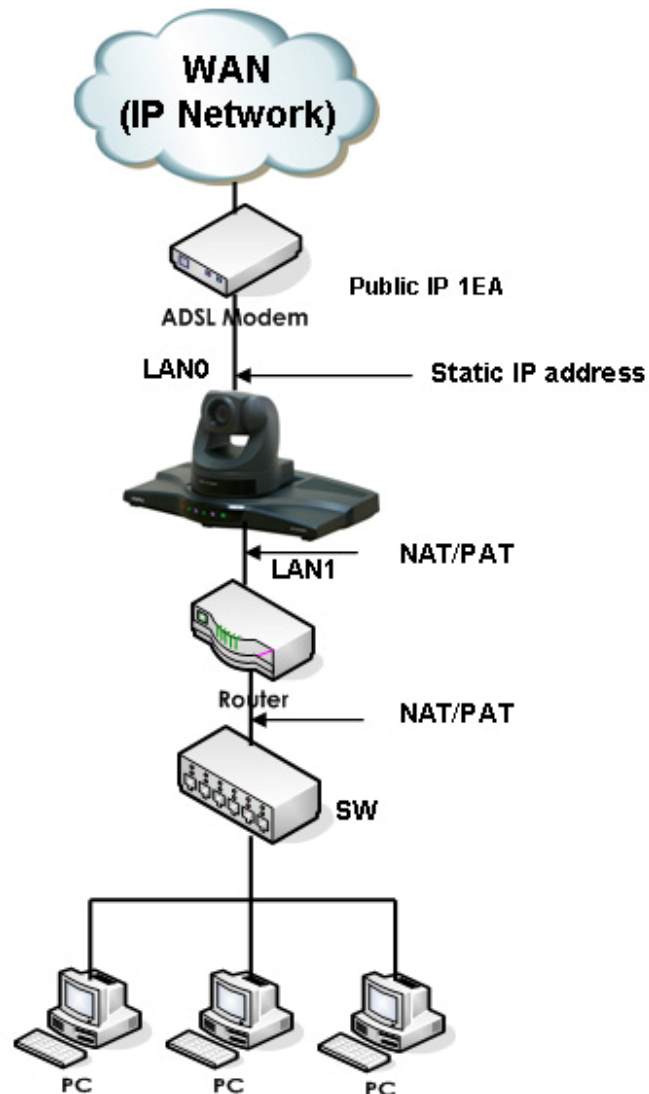 WAN
(IP Network)
Public IP 1EA
ADSL Modem
LAN0
Static IP address
NAT/PAT
LAN1
Router
NAT/PAT
SW
PC
PC
PC